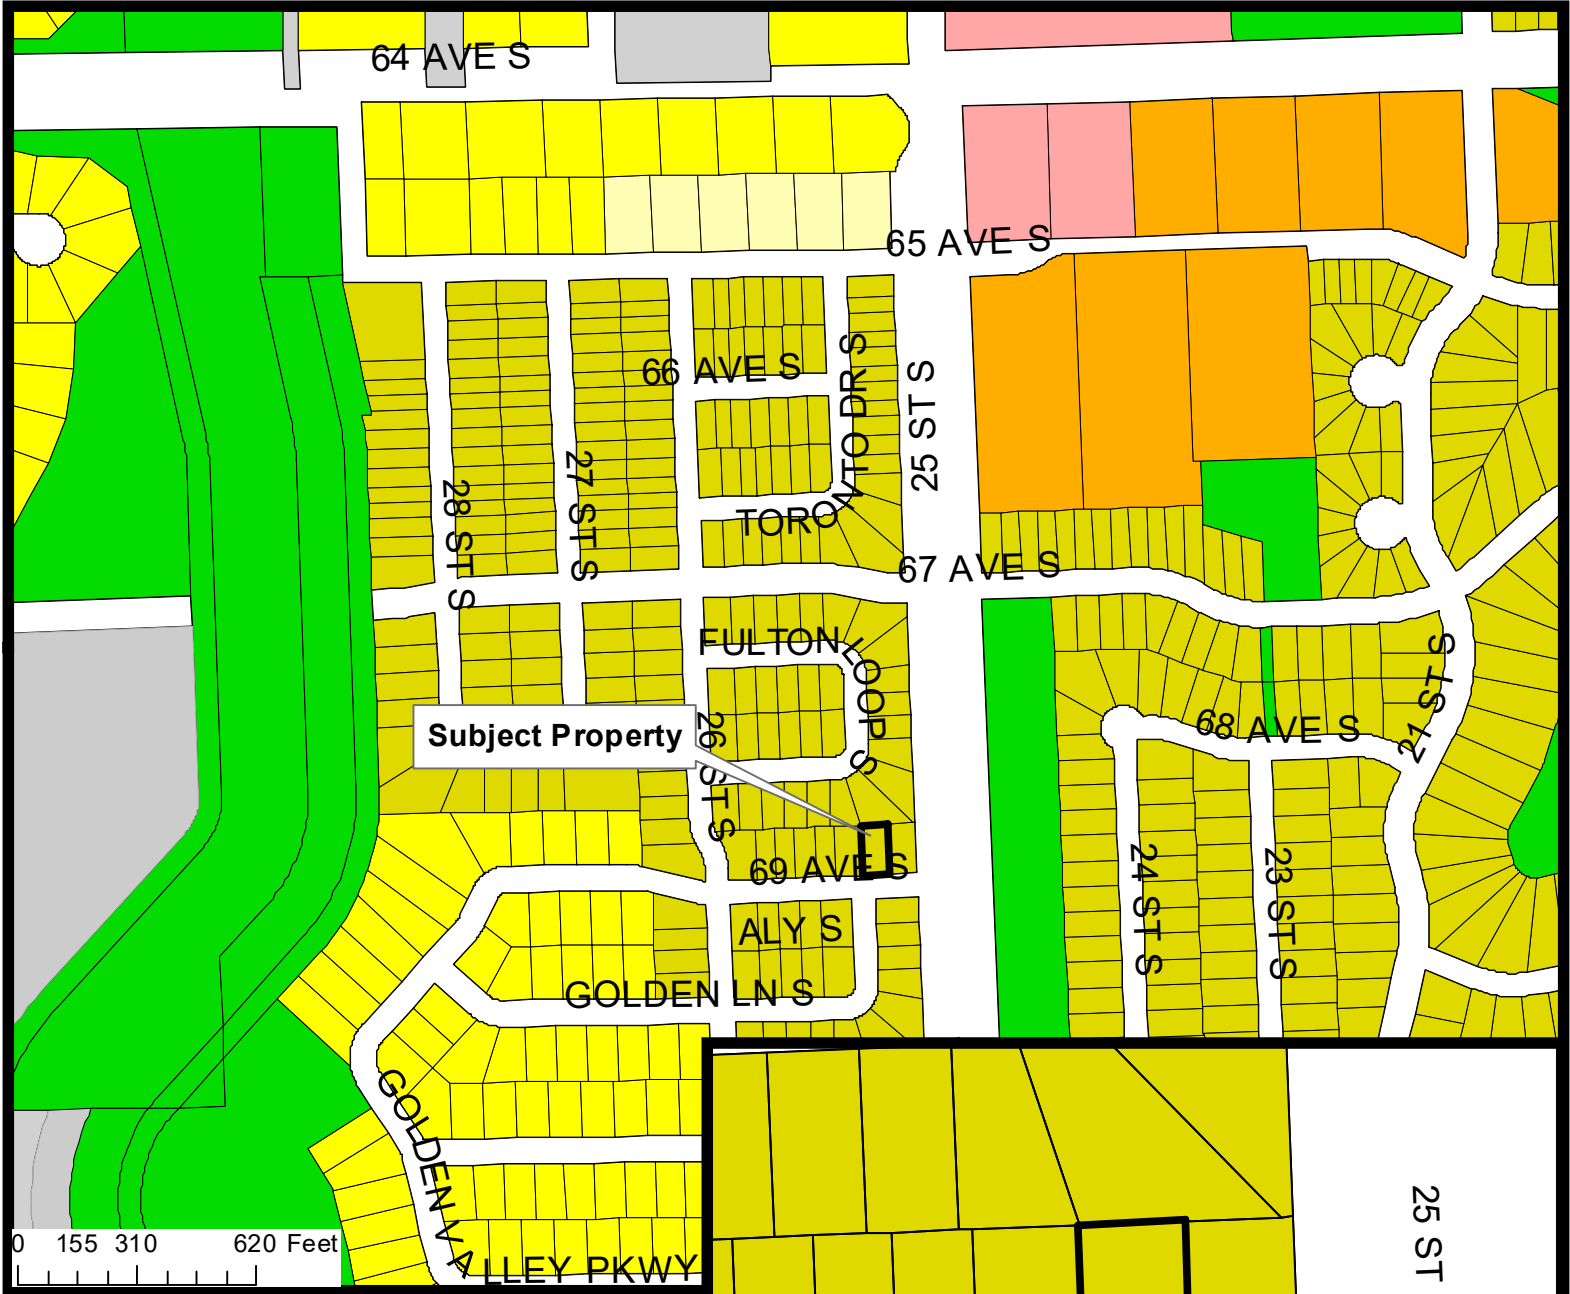 64 AVE S
65 AVE S
66 AVE S
TORONTO DR S
25 ST S
28 ST S
27 ST S
67 AVE S
FULTON LOOP S
21 ST S
68 AVE S
Subject Property
26 ST S
69 AVE S
24 ST S
23 ST S
ALY S
GOLDEN LN S
GOLDEN VALLEY PKWY
25 ST
0 155 310 620 Feet